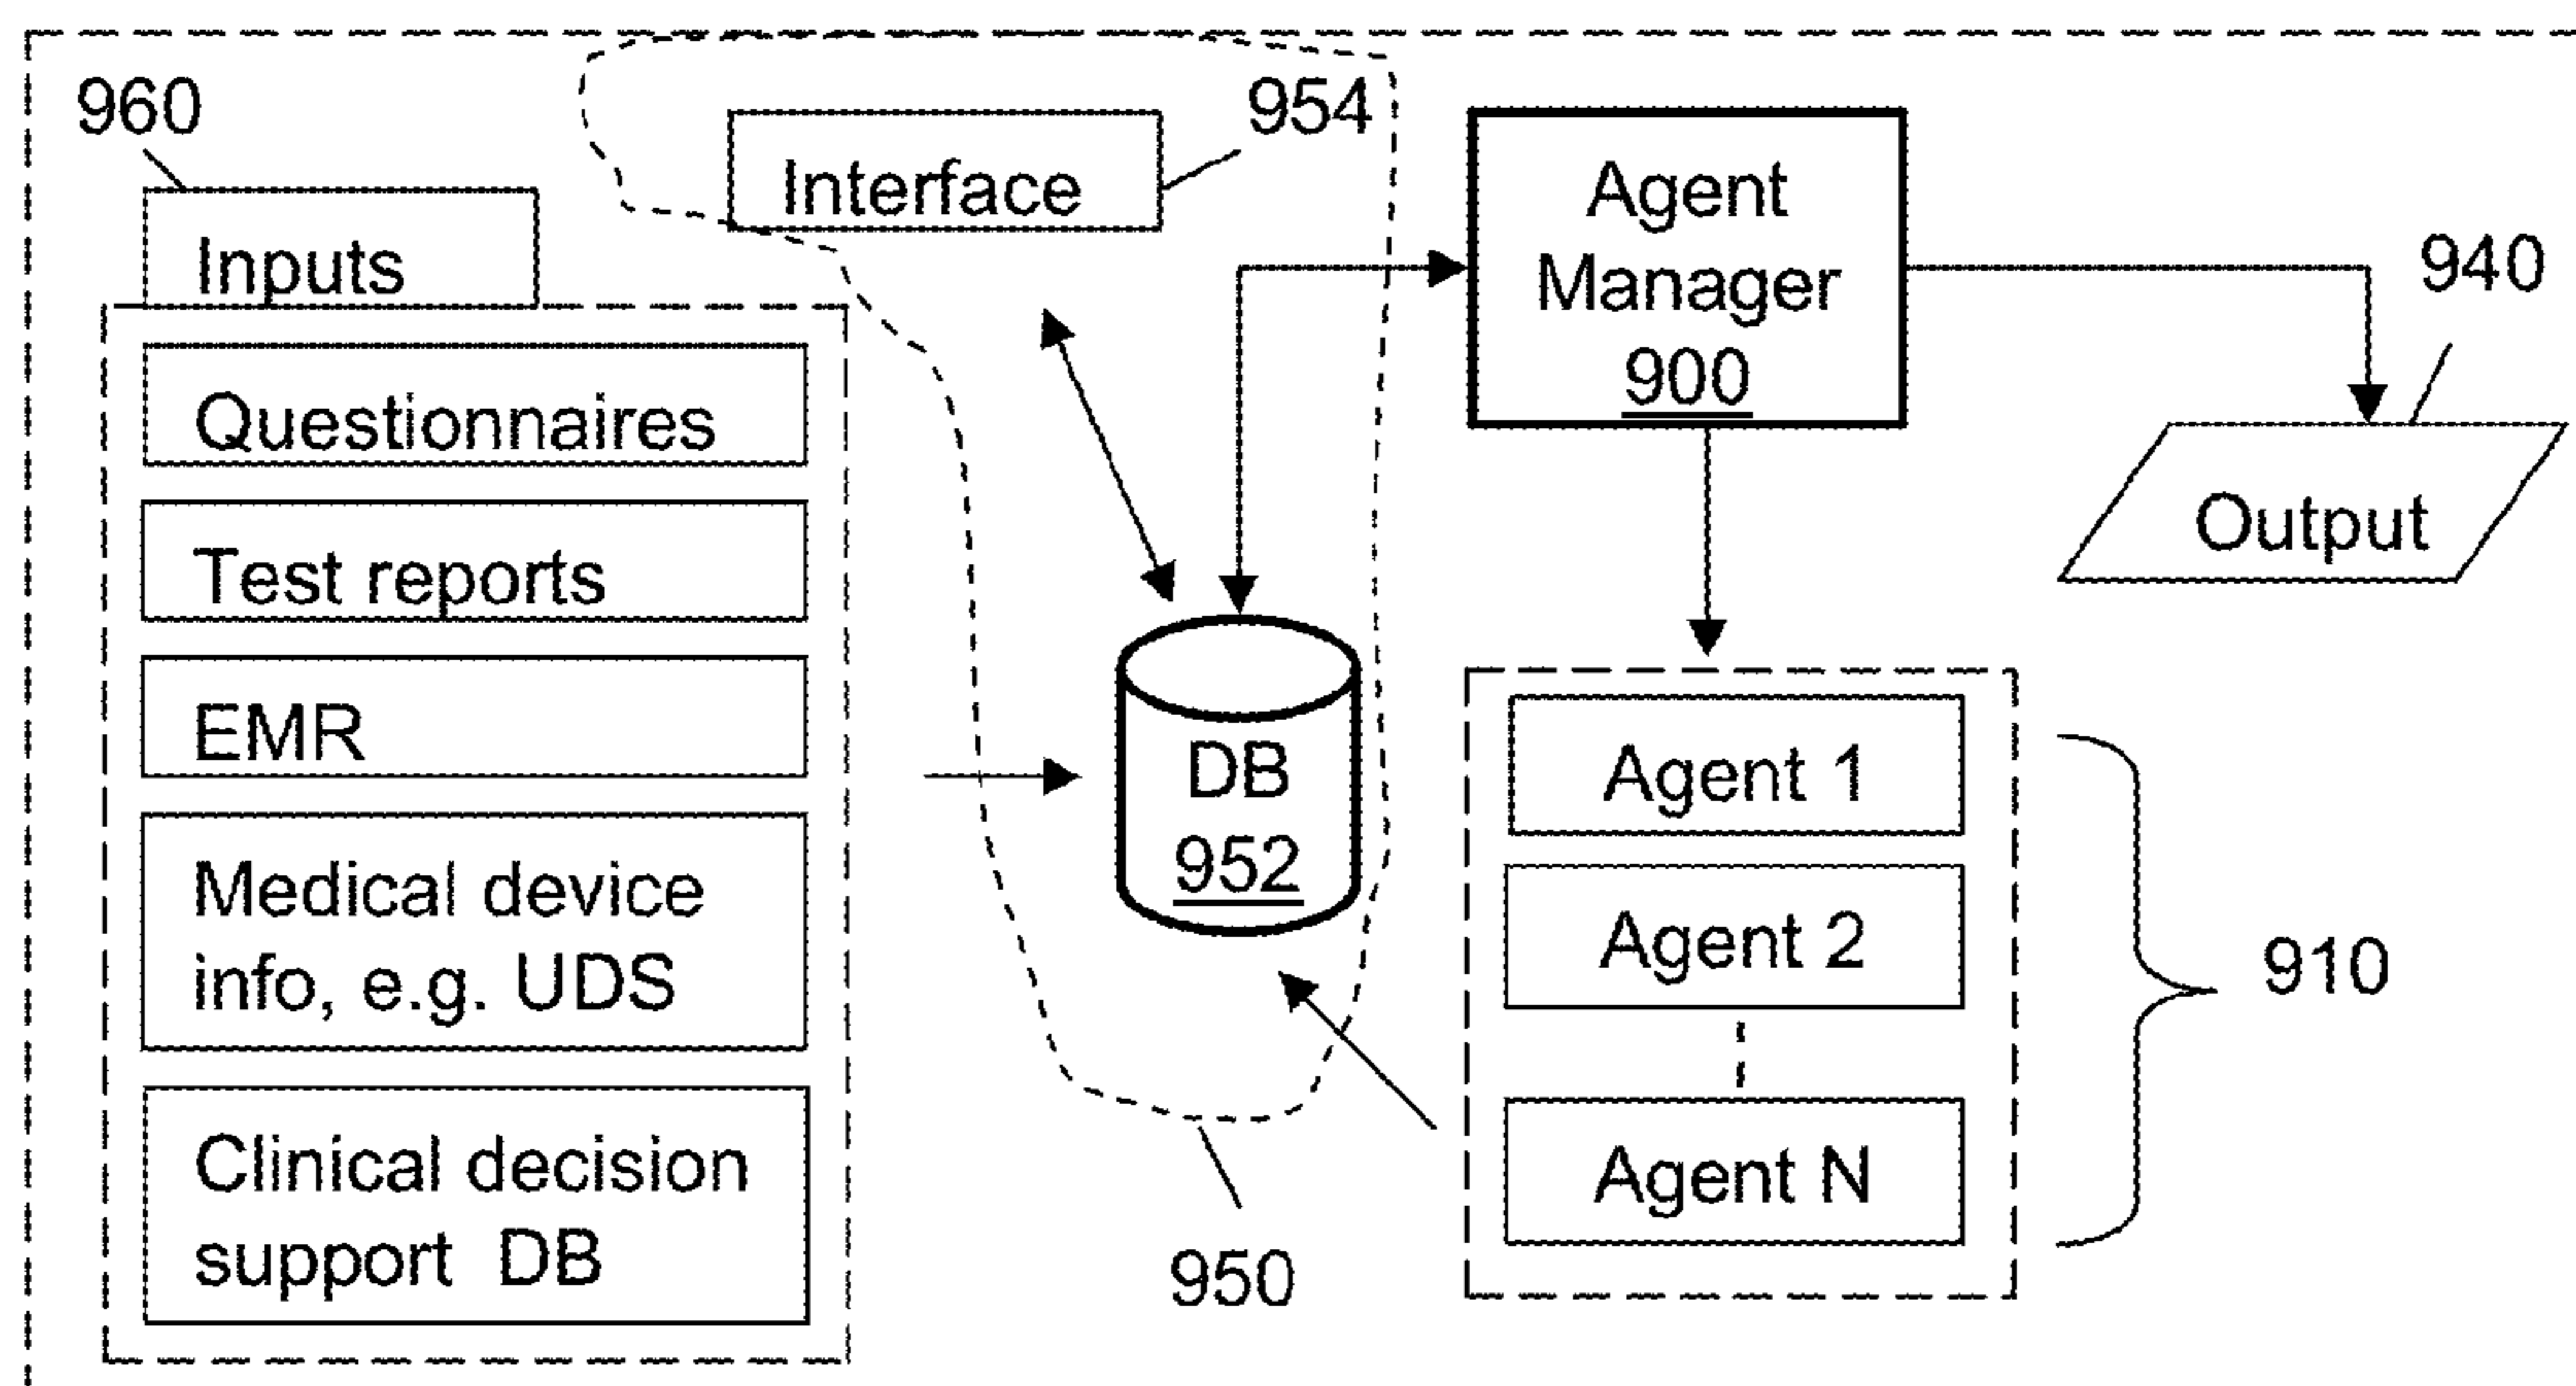 960
Inputs
Questionnaires
Test reports
EMR
Medical device
info, e.g. UDS
Clinical decision
support DB
Interface
954
DB
952
950
Agent
Manager
900
940
Output
Agent 1
Agent 2
Agent N
910